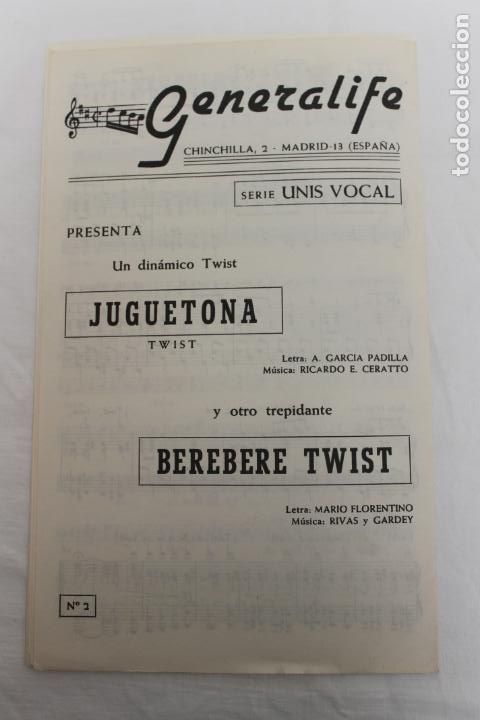 Generalife
CHINCHILLA, 2 - MADRID-13 (ESPAÑA)
SERIE UNIS VOCAL
PRESENTA
Un dinámico Twist
JUGUETONA
TWIST
Letra: A. GARCIA PADILLA
Música: RICARDO E. CERATTO
y otro trepidante
BEREBERE TWIST
Letra: MARIO FLORENTINO
Música: RIVAS y GARDEY
Nº 2
todocoleccion.net